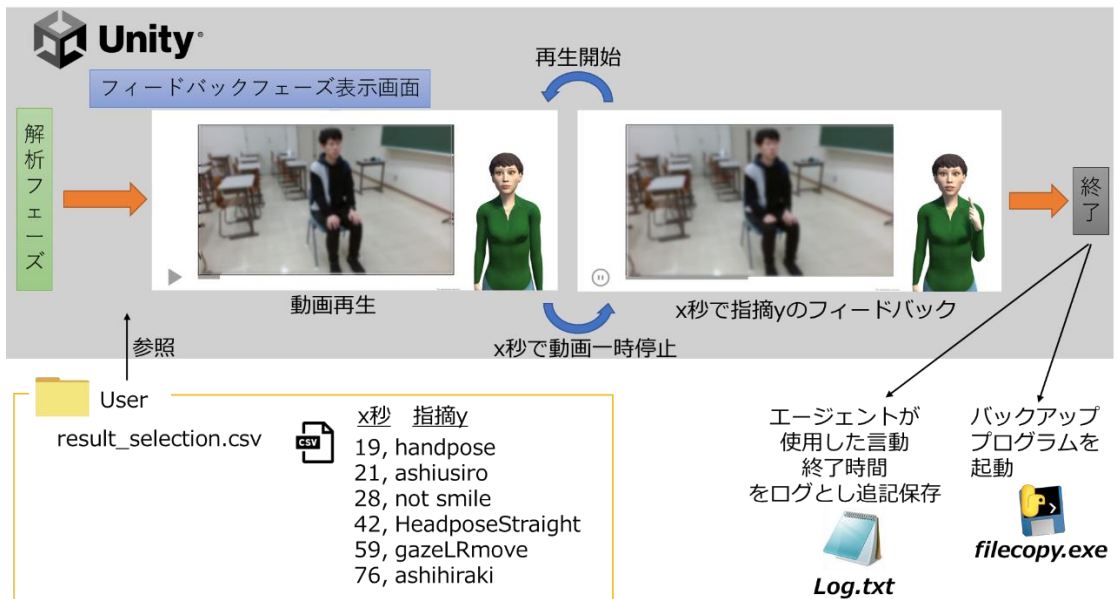 Unity
フィードバックフェーズ表示画面
再生開始
解析フェーズ
終了
動画再生
x秒で指摘yのフィードバック
x秒で動画一時停止
参照
User
result_selection.csv
CSV
x秒 指摘y
19, handpose
21, ashiusiro
28, not smile
42, HeadposeStraight
59, gazeLRmove
76, ashihiraki
エージェントが
使用した言動
終了時間
をログとし追記保存
Log.txt
バックアップ
プログラムを
起動
filecopy.exe